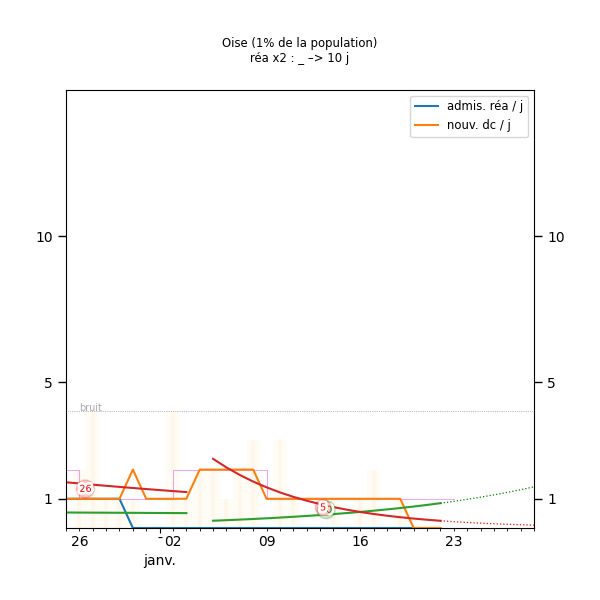 Oise (1% de la population)
réa x2 : _ –> 10 j
admis. réa / j
nouv. dc / j
10
10
5
5
bruit
26
5
1
1
26
02
09
16
23
janv.